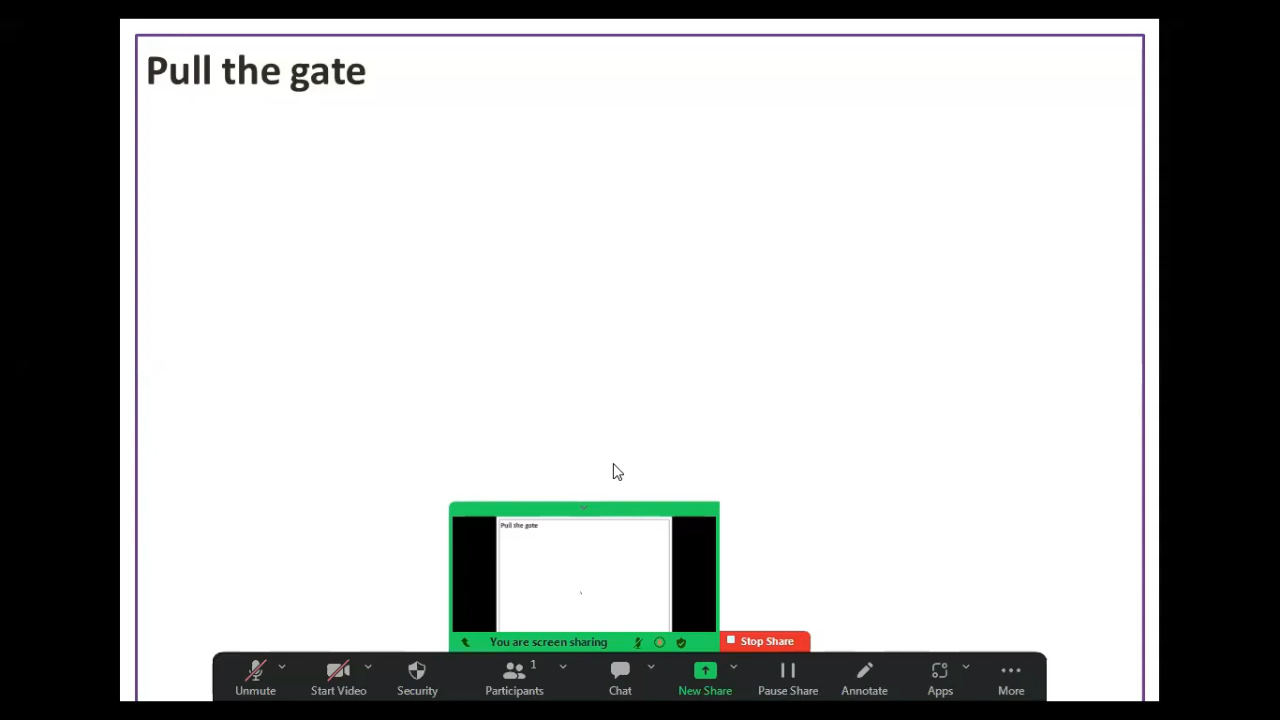 Pull the gate
Pull the gate
You are screen sharing
Stop Share
1
Unmute
Start Video
Security
Participants
Chat
New Share
Pause Share
Annotate
Apps
More